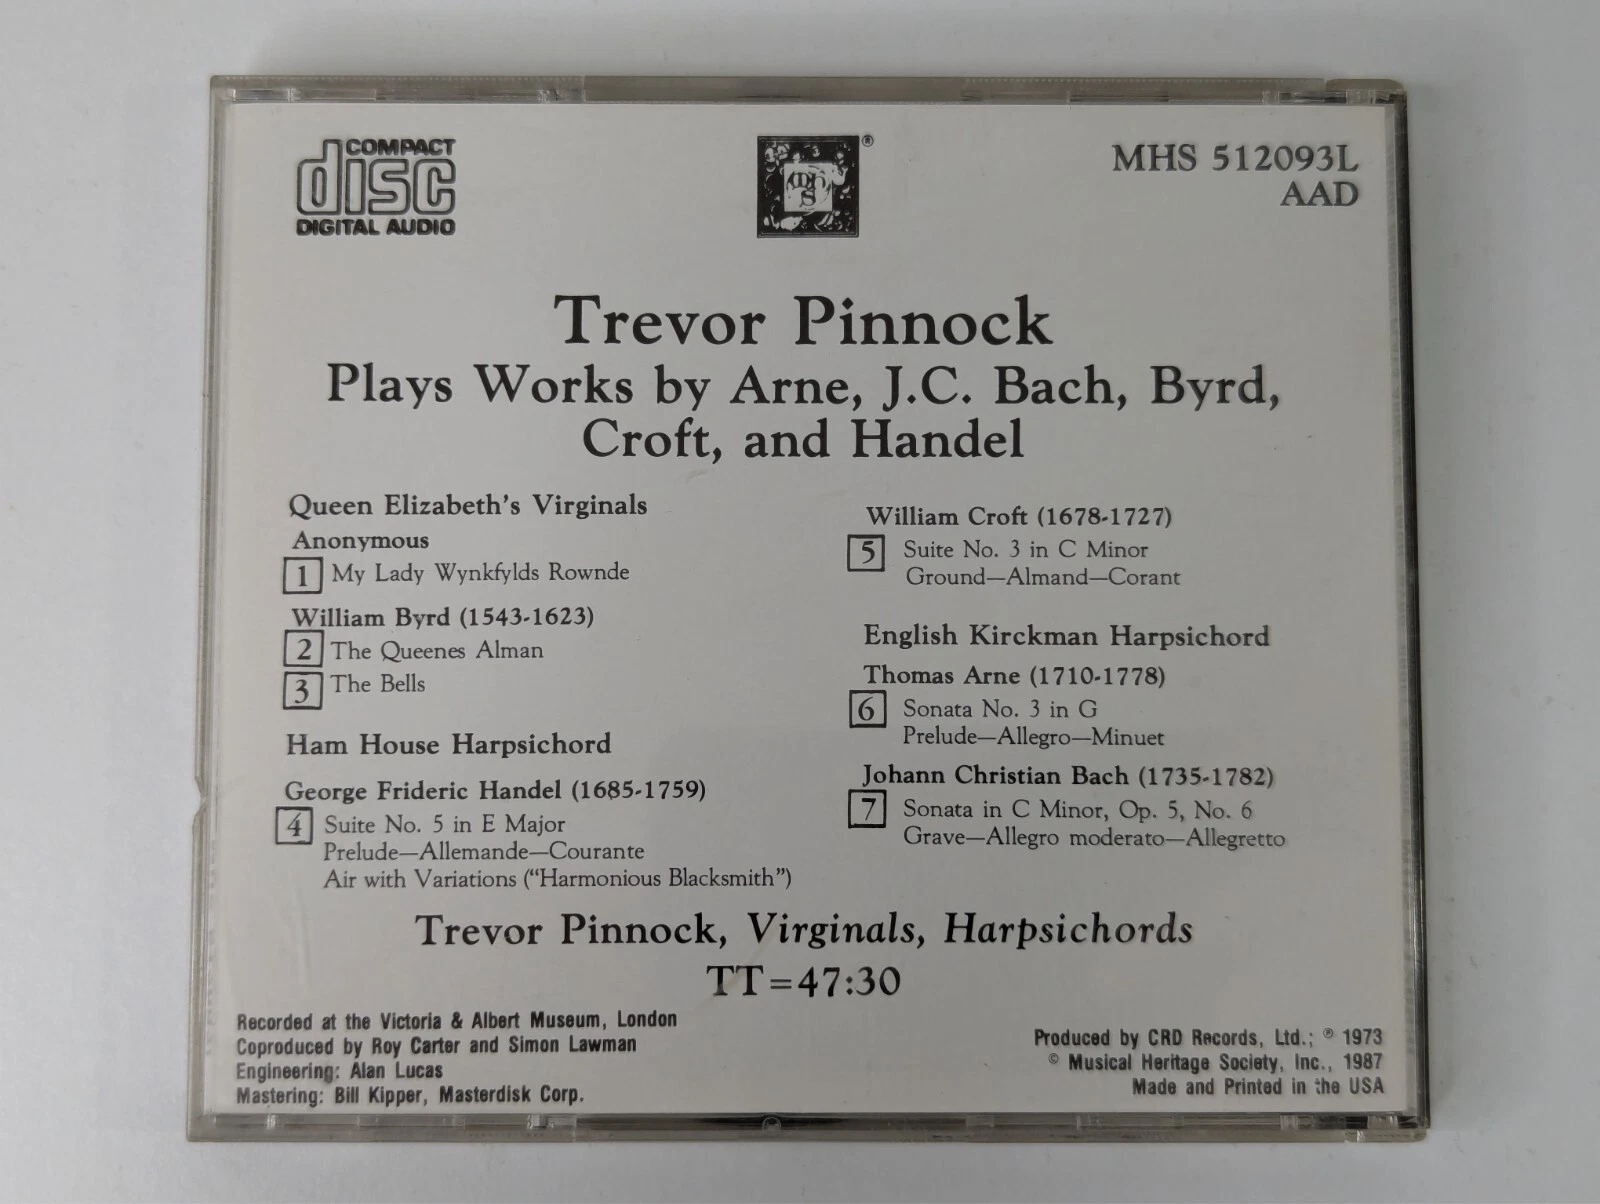 COMPACT
disc
DIGITAL AUDIO
mhs
®
MHS 512093L
AAD
Trevor Pinnock
Plays Works by Arne, J.C. Bach, Byrd,
Croft, and Handel
Queen Elizabeth's Virginals
Anonymous
1 My Lady Wynkfylds Rownde
William Byrd (1543-1623)
2 The Queenes Alman
3 The Bells
Ham House Harpsichord
George Frideric Handel (1685-1759)
4 Suite No. 5 in E Major
Prelude—Allemande—Courante
Air with Variations ("Harmonious Blacksmith")
William Croft (1678-1727)
5 Suite No. 3 in C Minor
Ground—Almand—Corant
English Kirckman Harpsichord
Thomas Arne (1710-1778)
6 Sonata No. 3 in G
Prelude—Allegro—Minuet
Johann Christian Bach (1735-1782)
7 Sonata in C Minor, Op. 5, No. 6
Grave—Allegro moderato—Allegretto
Trevor Pinnock, Virginals, Harpsichords
TT=47:30
Recorded at the Victoria & Albert Museum, London
Coproduced by Roy Carter and Simon Lawman
Engineering: Alan Lucas
Mastering: Bill Kipper, Masterdisk Corp.
Produced by CRD Records, Ltd.; ℗ 1973
© Musical Heritage Society, Inc., 1987
Made and Printed in the USA